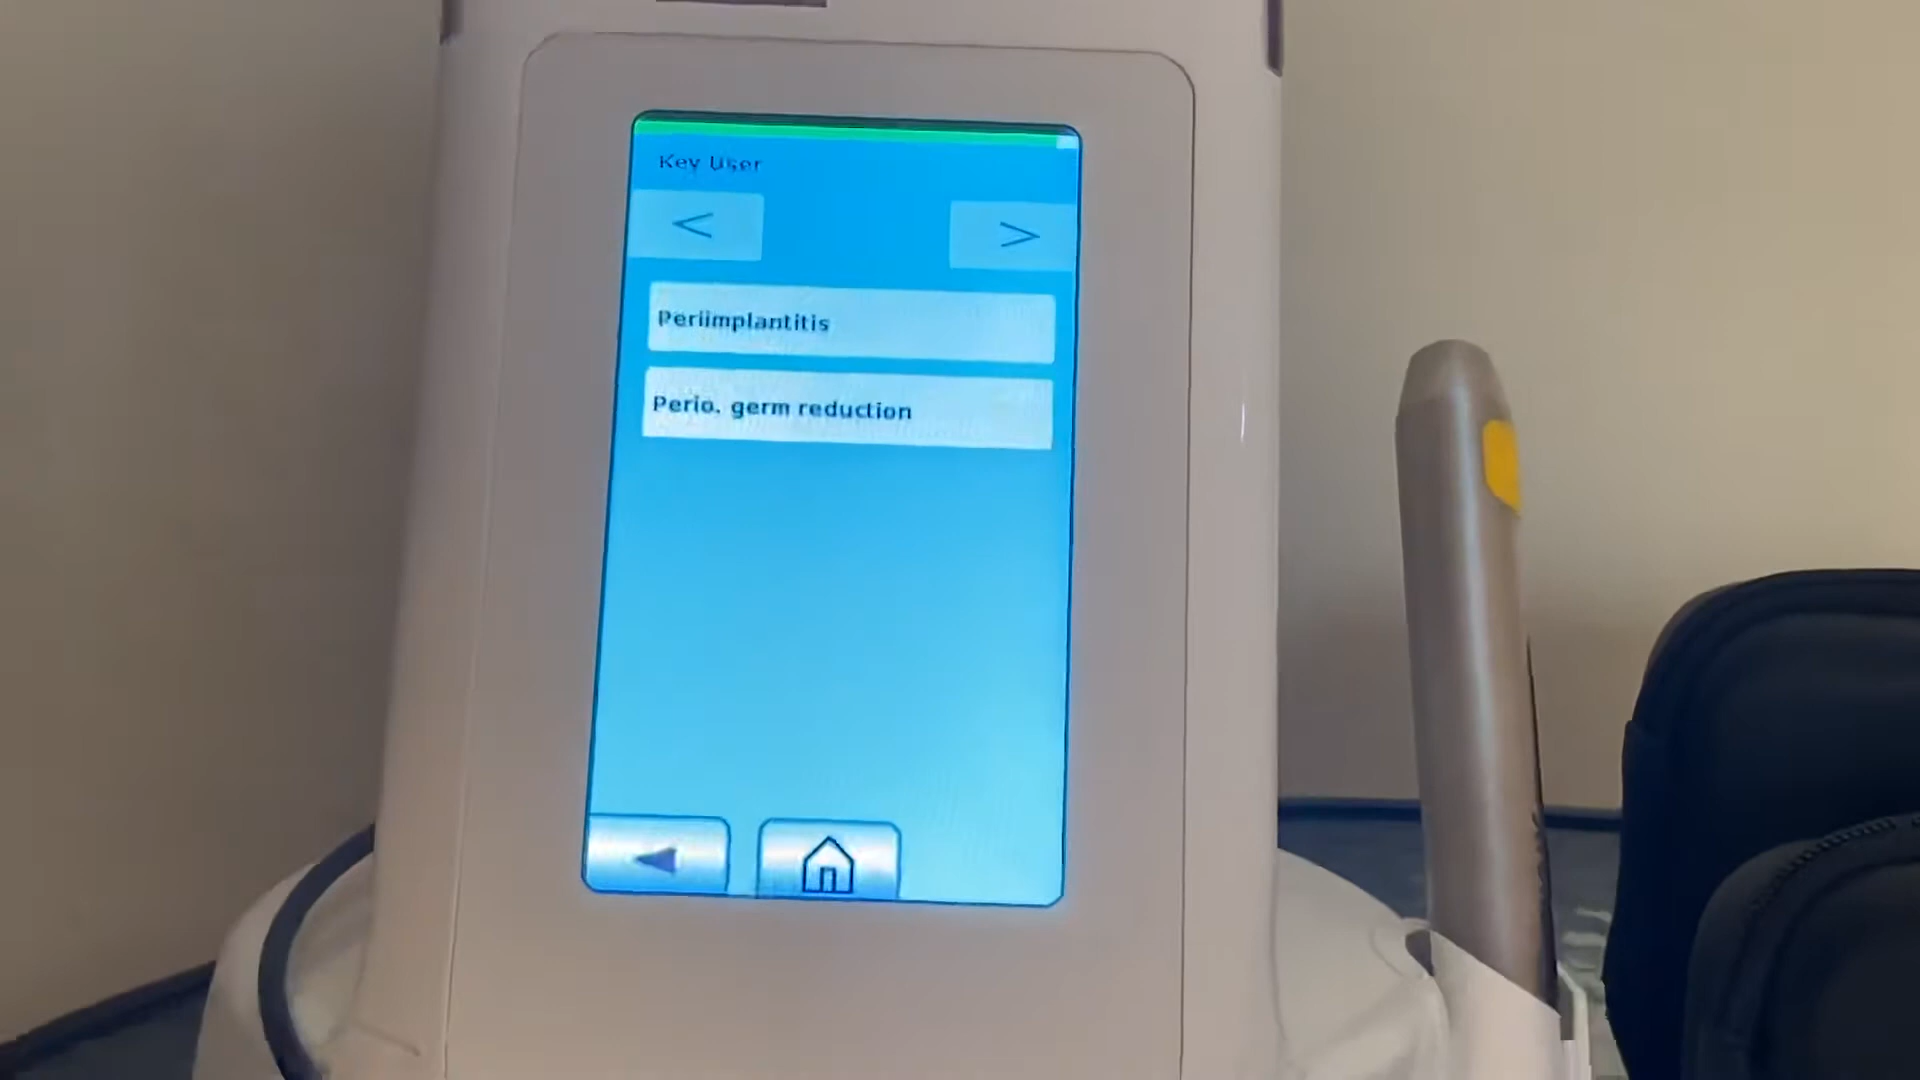 Key User
<
>
Periimplantitis
Perio. germ reduction